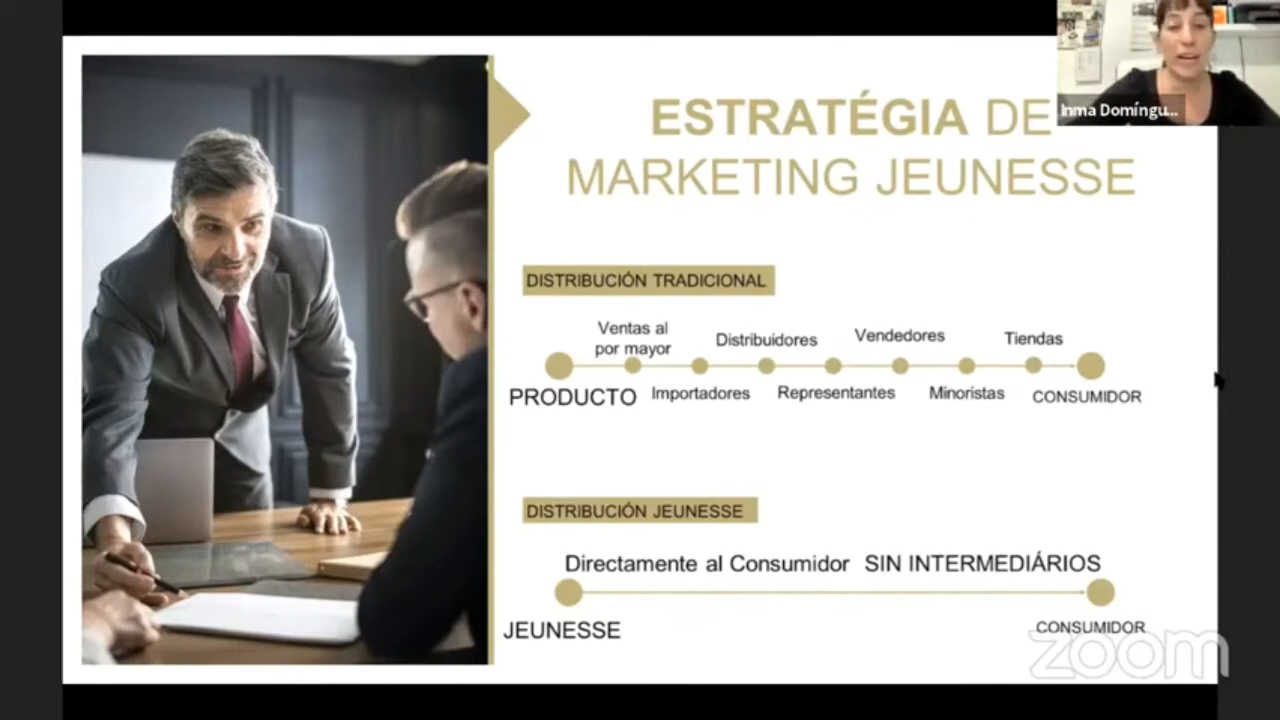 Inma Domíngu...
ESTRATÉGIA DE
MARKETING JEUNESSE
DISTRIBUCIÓN TRADICIONAL
Ventas al
por mayor
Distribuidores
Vendedores
Tiendas
PRODUCTO
Importadores
Representantes
Minoristas
CONSUMIDOR
DISTRIBUCIÓN JEUNESSE
Directamente al Consumidor SIN INTERMEDIÁRIOS
JEUNESSE
CONSUMIDOR
zoom